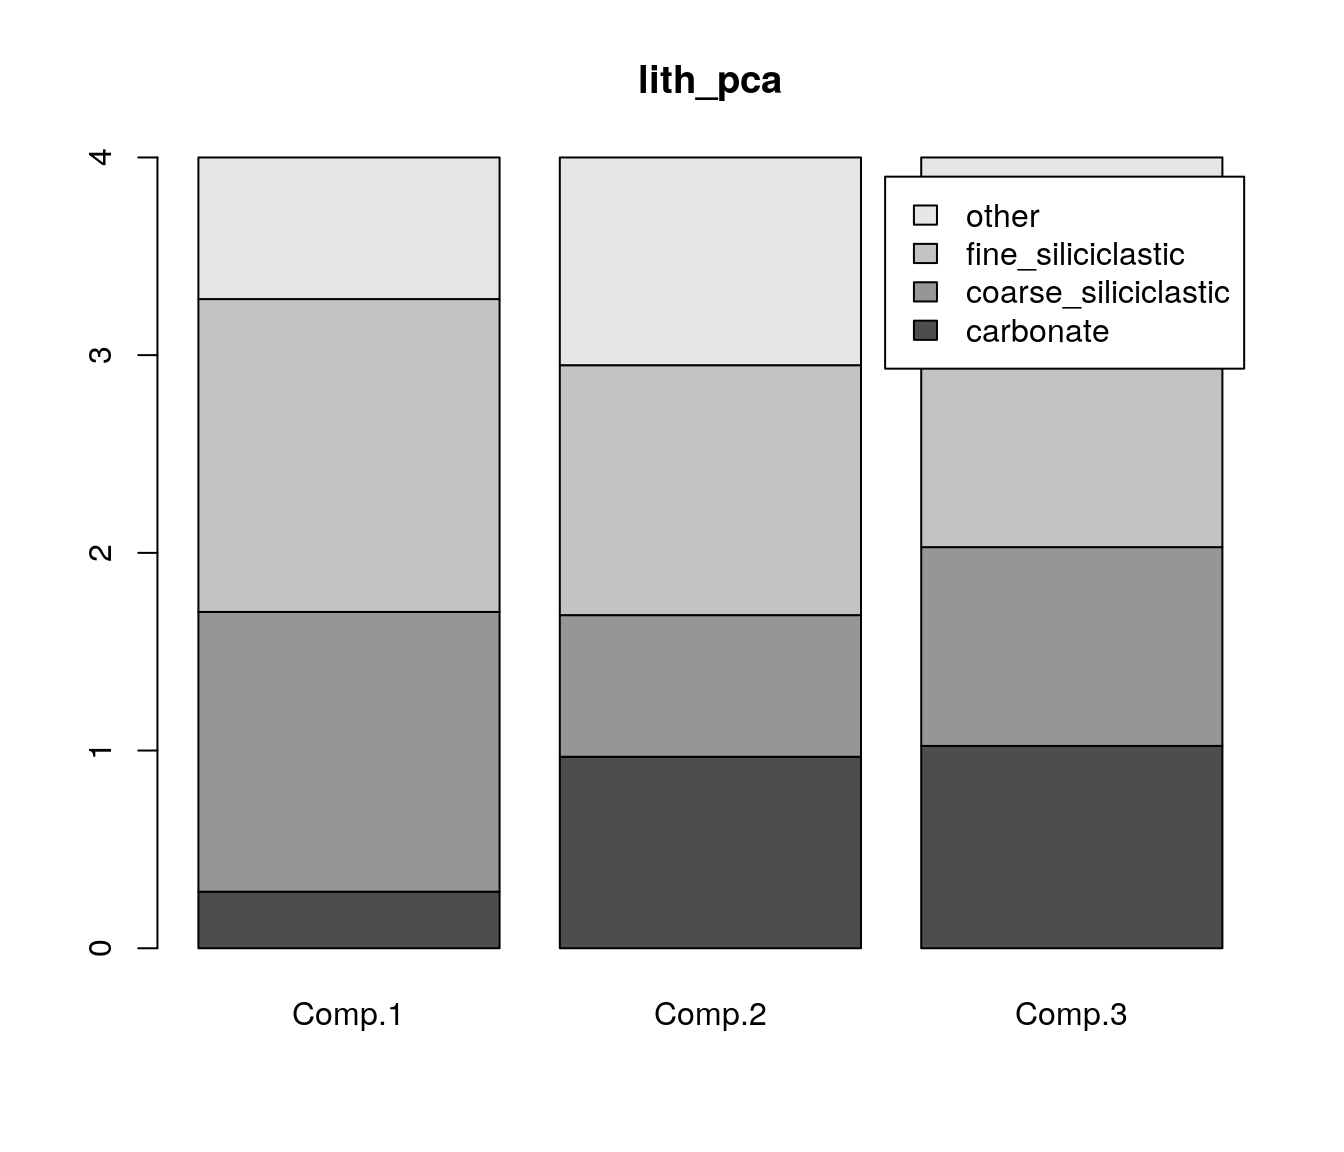 lith_pca
4
3
2
1
0
other
fine_siliciclastic
coarse_siliciclastic
carbonate
Comp.1
Comp.2
Comp.3